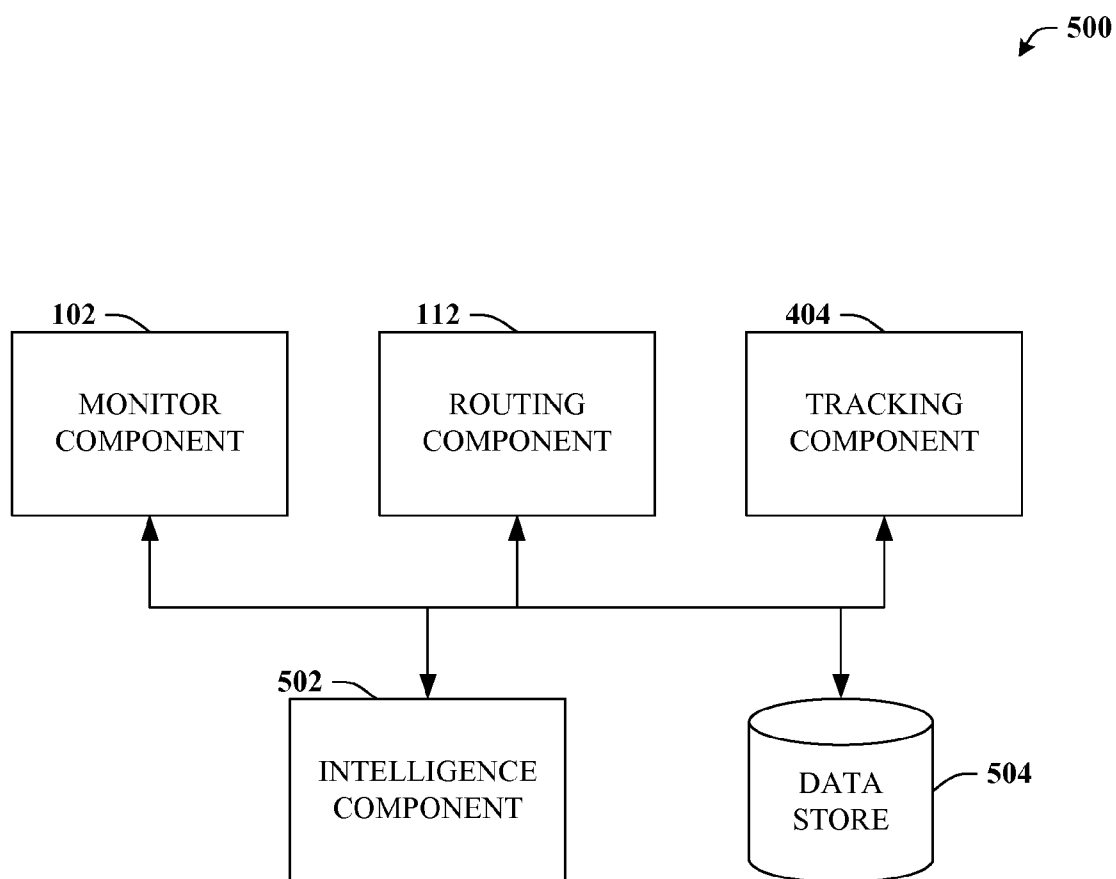 500
102
112
404
MONITOR
COMPONENT
ROUTING
COMPONENT
TRACKING
COMPONENT
502
INTELLIGENCE
COMPONENT
DATA
STORE
504